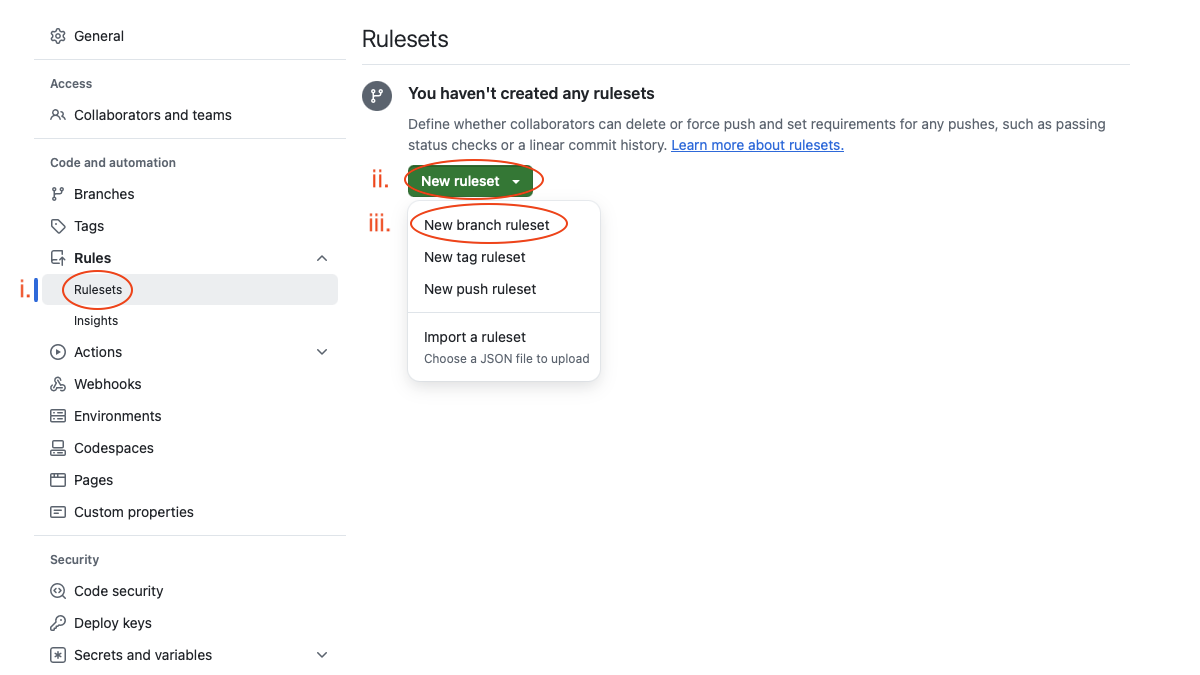 General
Access
Collaborators and teams
Code and automation
Branches
Tags
Rules
i.
Rulesets
Insights
Actions
Webhooks
Environments
Codespaces
Pages
Custom properties
Security
Code security
Deploy keys
Secrets and variables
Rulesets
You haven't created any rulesets
Define whether collaborators can delete or force push and set requirements for any pushes, such as passing
status checks or a linear commit history. Learn more about rulesets.
ii. New ruleset
iii. New branch ruleset
New tag ruleset
New push ruleset
Import a ruleset
Choose a JSON file to upload